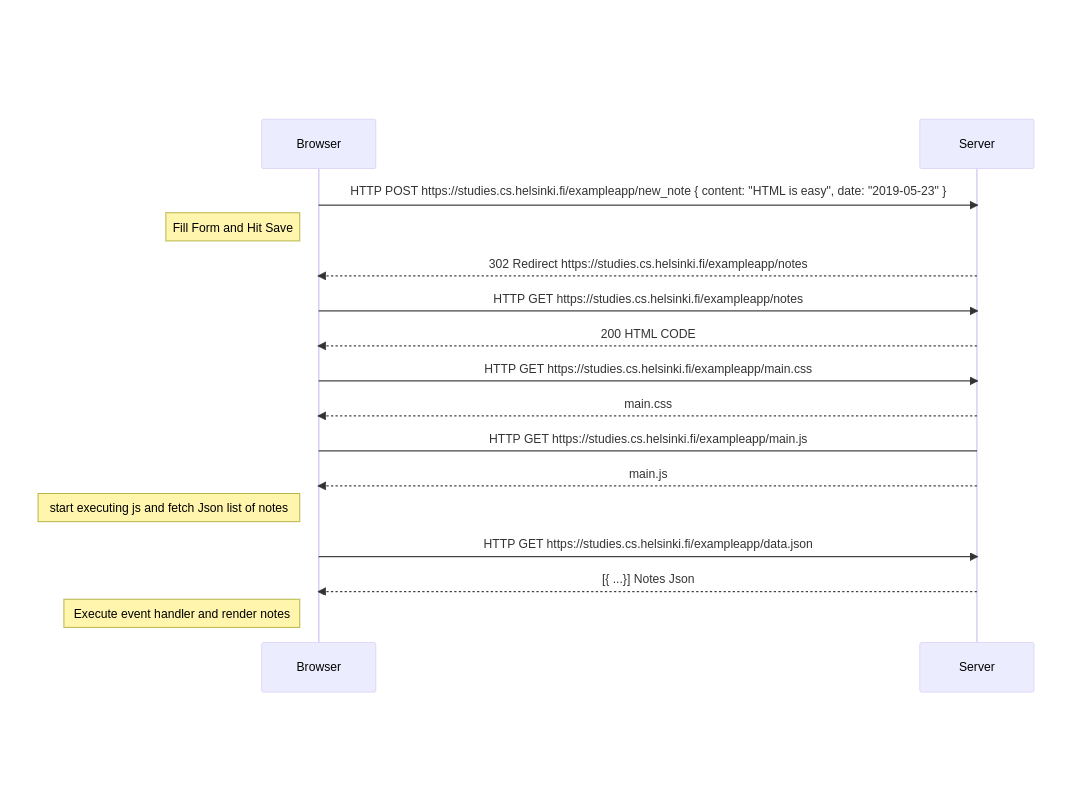 Browser
Server
HTTP POST https://studies.cs.helsinki.fi/exampleapp/new_note { content: "HTML is easy", date: "2019-05-23" }
Fill Form and Hit Save
302 Redirect https://studies.cs.helsinki.fi/exampleapp/notes
HTTP GET https://studies.cs.helsinki.fi/exampleapp/notes
200 HTML CODE
HTTP GET https://studies.cs.helsinki.fi/exampleapp/main.css
main.css
HTTP GET https://studies.cs.helsinki.fi/exampleapp/main.js
main.js
start executing js and fetch Json list of notes
HTTP GET https://studies.cs.helsinki.fi/exampleapp/data.json
[{ ...}] Notes Json
Execute event handler and render notes
Browser
Server